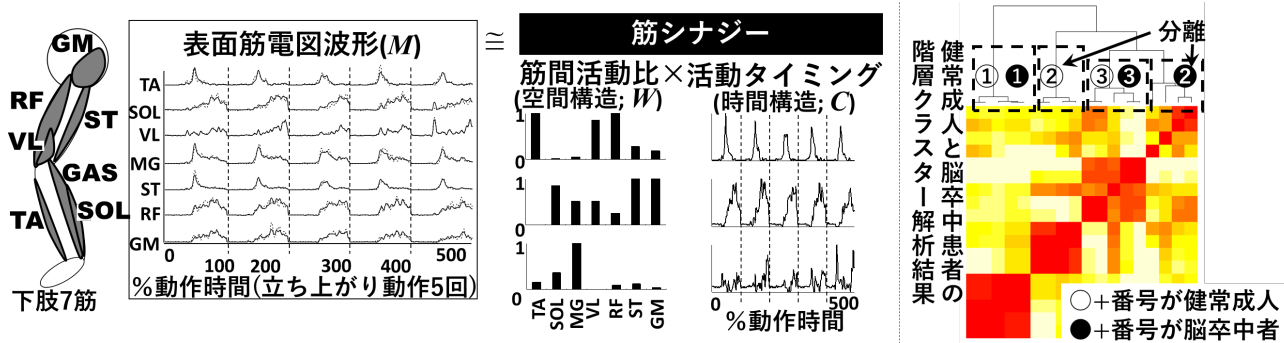 GM
RF
ST
VL
GAS
TA
SOL
下肢7筋
表面筋電図波形(M)
TA
SOL
VL
MG
ST
RF
GM
0 100 200 300 400 500
%動作時間(立ち上がり動作5回)
≅
筋シナジー
筋間活動比×活動タイミング
(空間構造; W)
(時間構造; C)
1
0
1
0
1
0
TA
SOL
MG
VL
RF
ST
GM
0 500
%動作時間
健常成人と脳卒中患者の
階層クラスター解析結果
分離
① ❶ ② ③ ❸ ❷
○+番号が健常成人
●+番号が脳卒中者